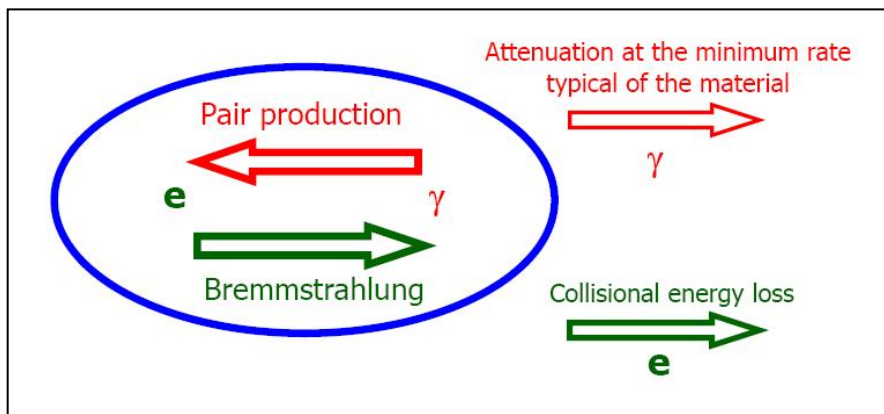 Attenuation at the minimum rate
typical of the material
γ
Pair production
e
γ
Bremmstrahlung
Collisional energy loss
e